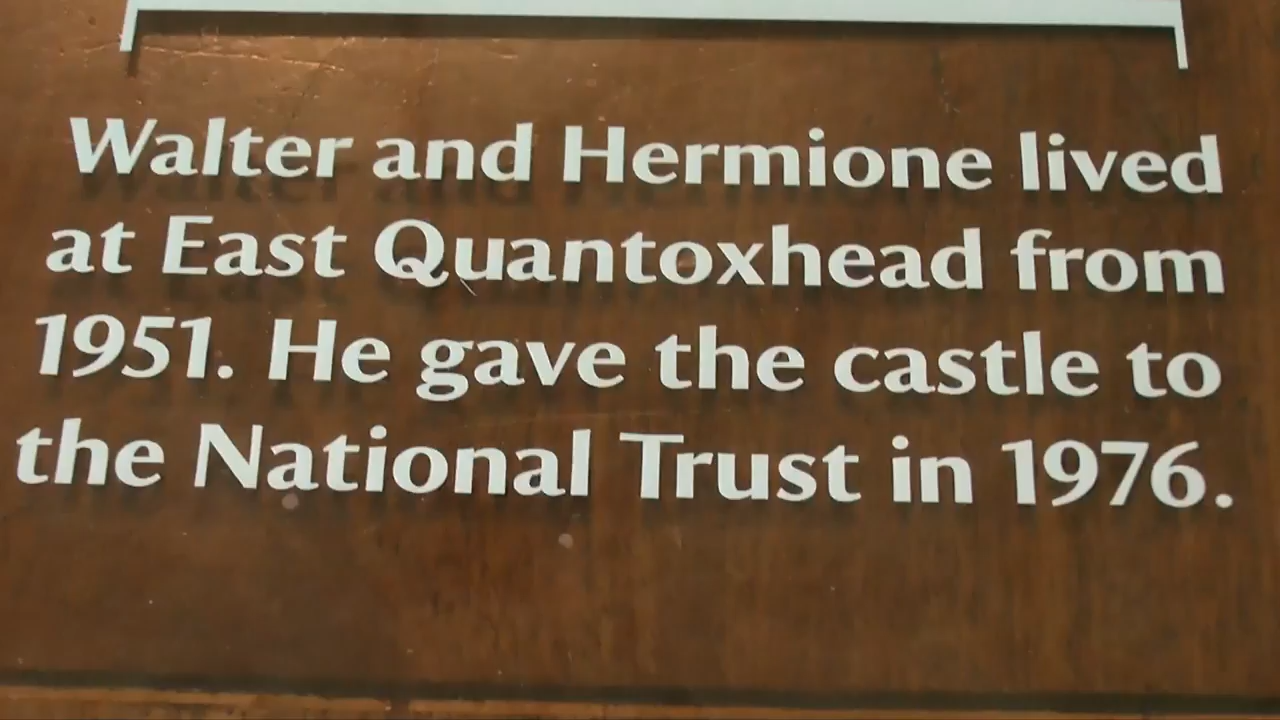 Walter and Hermione lived
at East Quantoxhead from
1951. He gave the castle to
the National Trust in 1976.